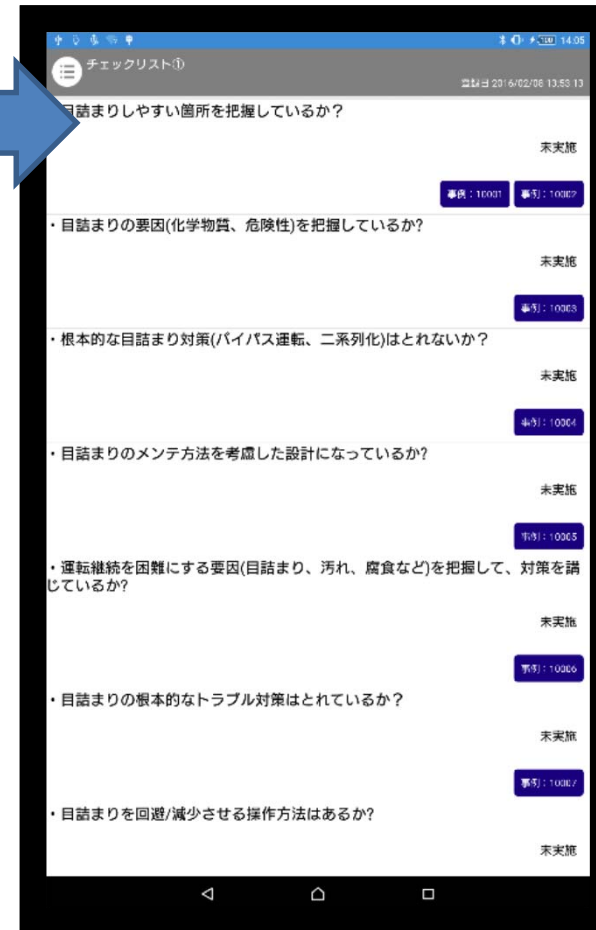 14:05
チェックリスト①
登録日 2016/02/08 13:53:13
目詰まりしやすい箇所を把握しているか？
未実施
事例：10001 事例：10002
・目詰まりの要因(化学物質、危険性)を把握しているか?
未実施
事例：10003
・根本的な目詰まり対策(バイパス運転、二系列化)はとれないか？
未実施
事例：10004
・目詰まりのメンテ方法を考慮した設計になっているか?
未実施
事例：10005
・運転継続を困難にする要因(目詰まり、汚れ、腐食など)を把握して、対策を講
じているか?
未実施
事例：10006
・目詰まりの根本的なトラブル対策はとれているか？
未実施
事例：10007
・目詰まりを回避/減少させる操作方法はあるか?
未実施